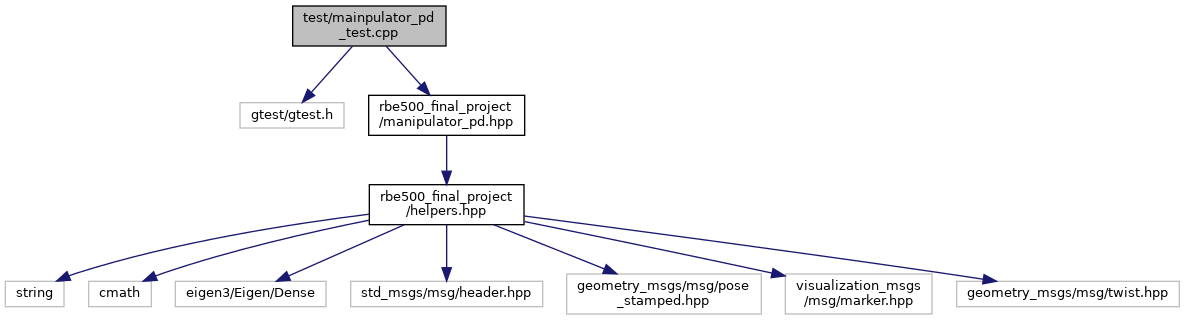 test/mainpulator_pd
_test.cpp
gtest/gtest.h
rbe500_final_project
/manipulator_pd.hpp
rbe500_final_project
/helpers.hpp
string
cmath
eigen3/Eigen/Dense
std_msgs/msg/header.hpp
geometry_msgs/msg/pose
_stamped.hpp
visualization_msgs
/msg/marker.hpp
geometry_msgs/msg/twist.hpp